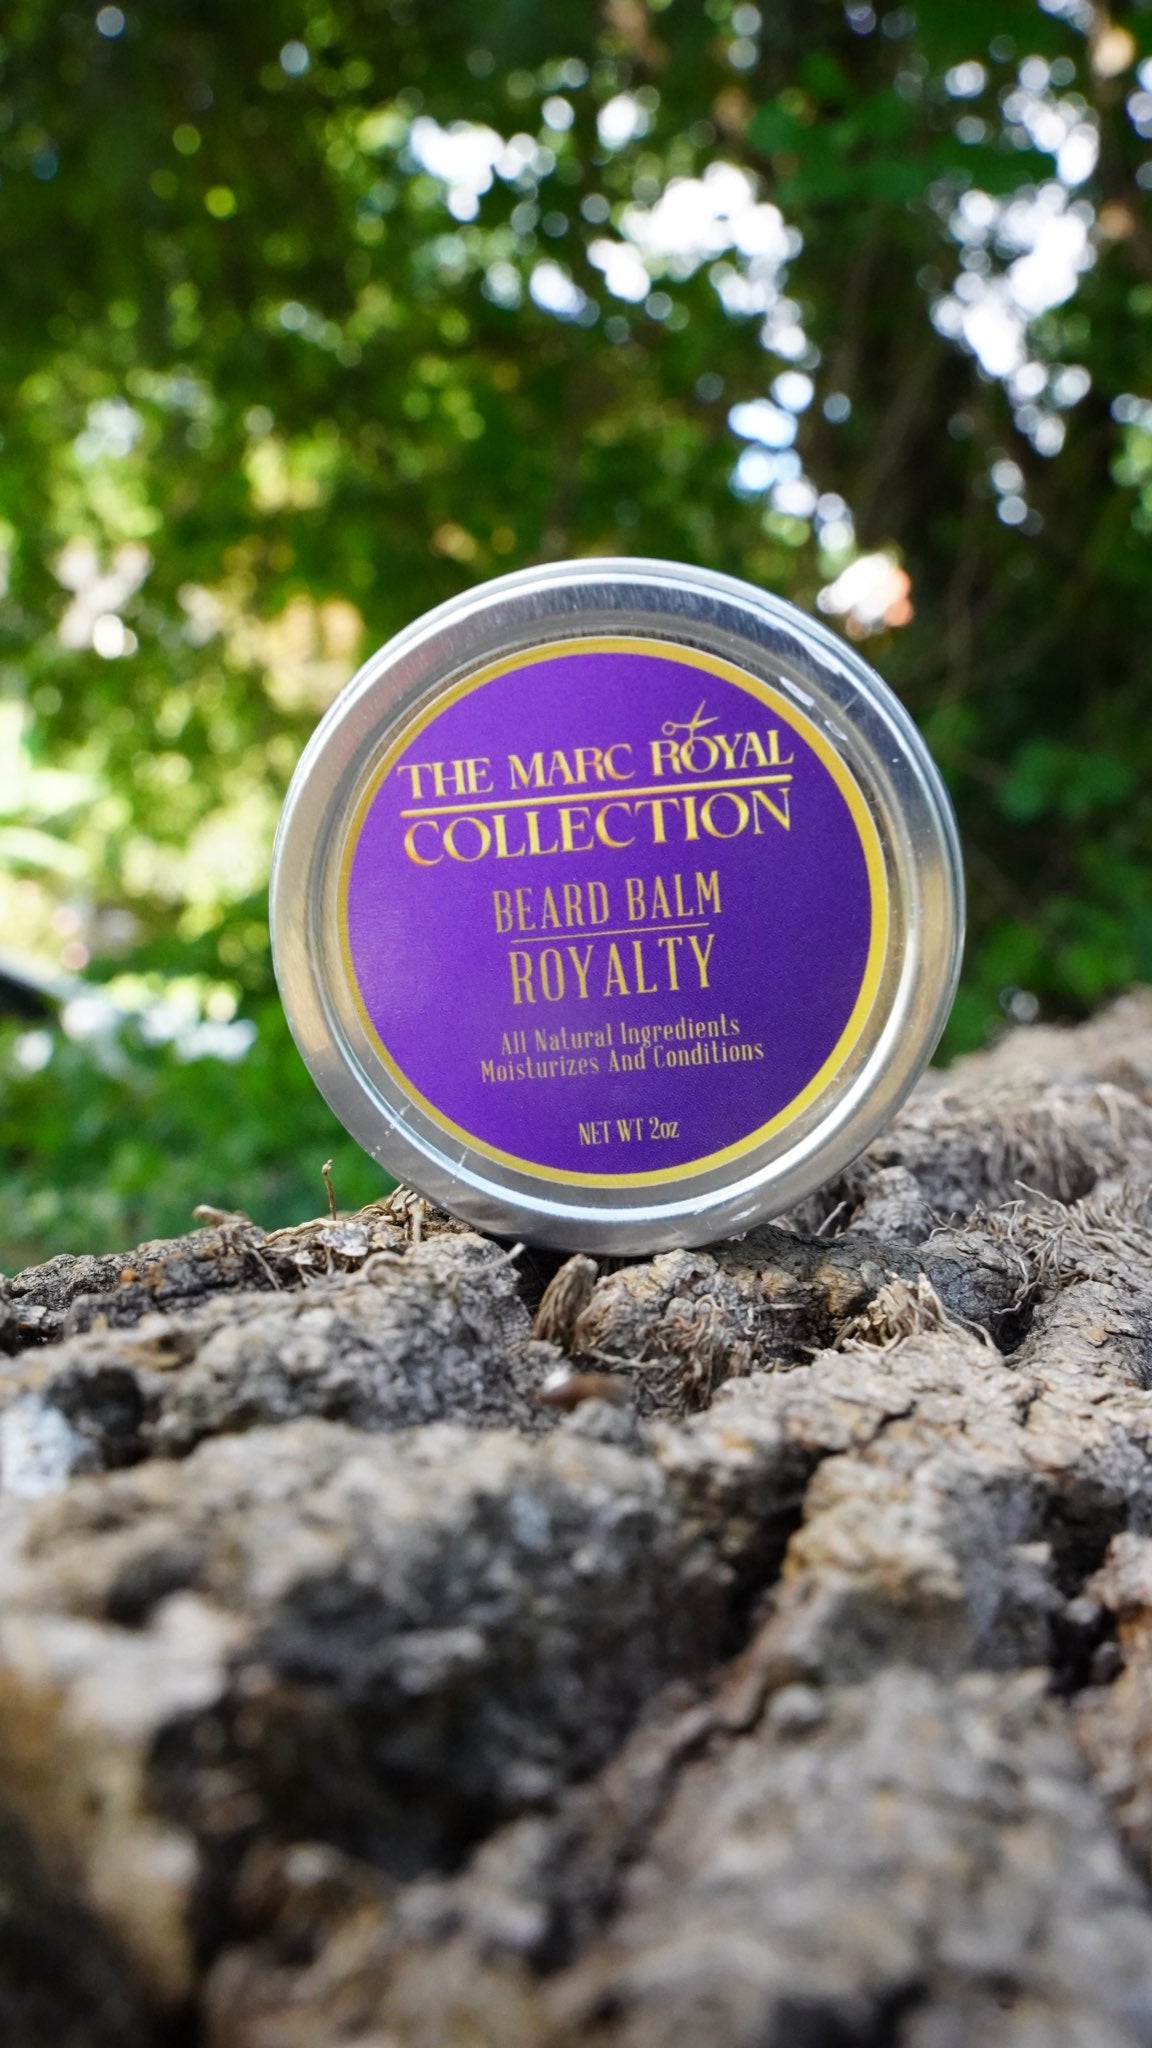 THE MARC ROYAL
COLLECTION
BEARD BALM
ROYALTY
All Natural Ingredients
Moisturizes And Conditions
NET WT 2oz